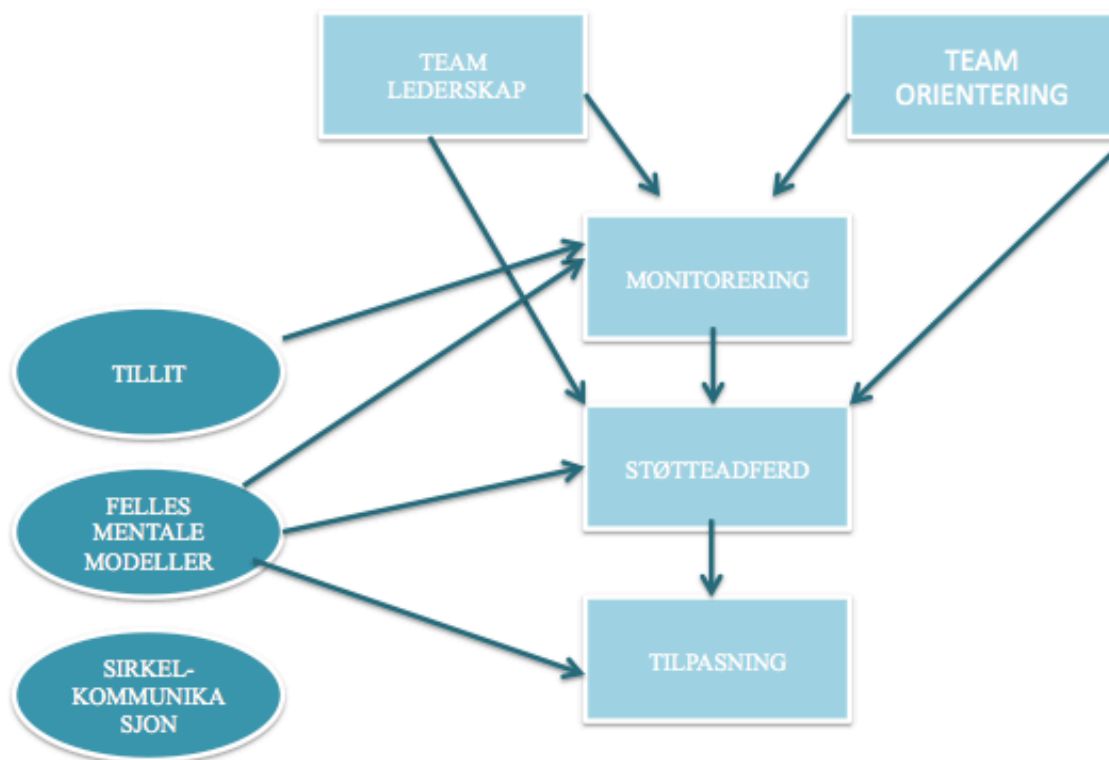 TEAM
LEDERSKAP
TEAM
ORIENTERING
MONITORERING
TILLIT
STØTTEADFERD
FELLES
MENTALE
MODELLER
TILPASNING
SIRKEL-
KOMMUNIKA
SJON